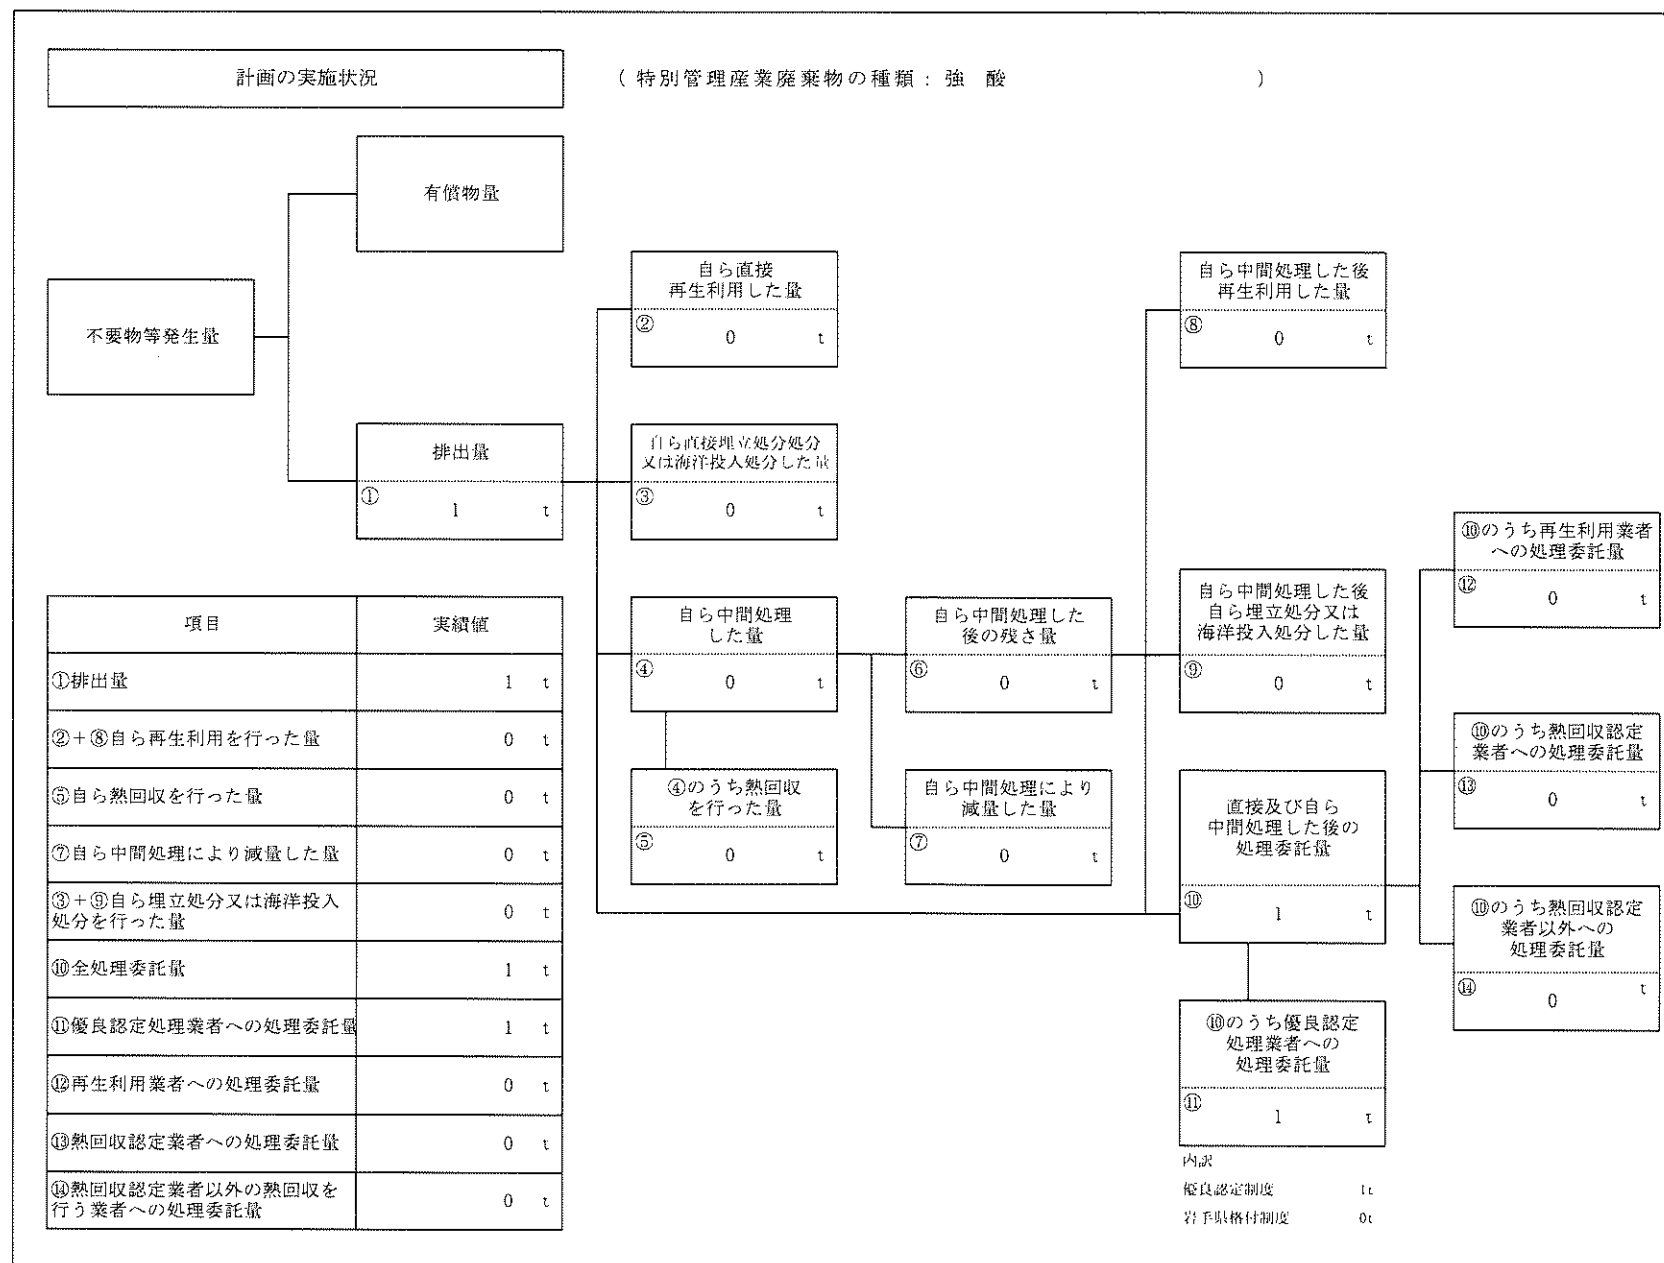 計画の実施状況
（特別管理産業廃棄物の種類：強　酸　　　　　）
有償物量
不要物等発生量
排出量
①
1 t
自ら直接
再生利用した量
②
0 t
自ら直接埋立処分処分
又は海洋投入処分した量
③
0 t
自ら中間処理
した量
④
0 t
④のうち熱回収
を行った量
⑤
0 t
自ら中間処理した
後の残さ量
⑥
0 t
自ら中間処理により
減量した量
⑦
0 t
自ら中間処理した後
再生利用した量
⑧
0 t
自ら中間処理した後
自ら埋立処分又は
海洋投入処分した量
⑨
0 t
直接及び自ら
中間処理した後の
処理委託量
⑩
1 t
⑩のうち優良認定
処理業者への
処理委託量
⑪
1 t
内訳
優良認定制度 1t
岩手県格付制度 0t
⑩のうち再生利用業者
への処理委託量
⑫
0 t
⑩のうち熱回収認定
業者への処理委託量
⑬
0 t
⑩のうち熱回収認定
業者以外への
処理委託量
⑭
0 t
項目 実績値
①排出量 1 t
②＋⑧自ら再生利用を行った量 0 t
⑤自ら熱回収を行った量 0 t
⑦自ら中間処理により減量した量 0 t
③＋⑨自ら埋立処分又は海洋投入
処分を行った量 0 t
⑩全処理委託量 1 t
⑪優良認定処理業者への処理委託量 1 t
⑫再生利用業者への処理委託量 0 t
⑬熱回収認定業者への処理委託量 0 t
⑭熱回収認定業者以外の熱回収を
行う業者への処理委託量 0 t